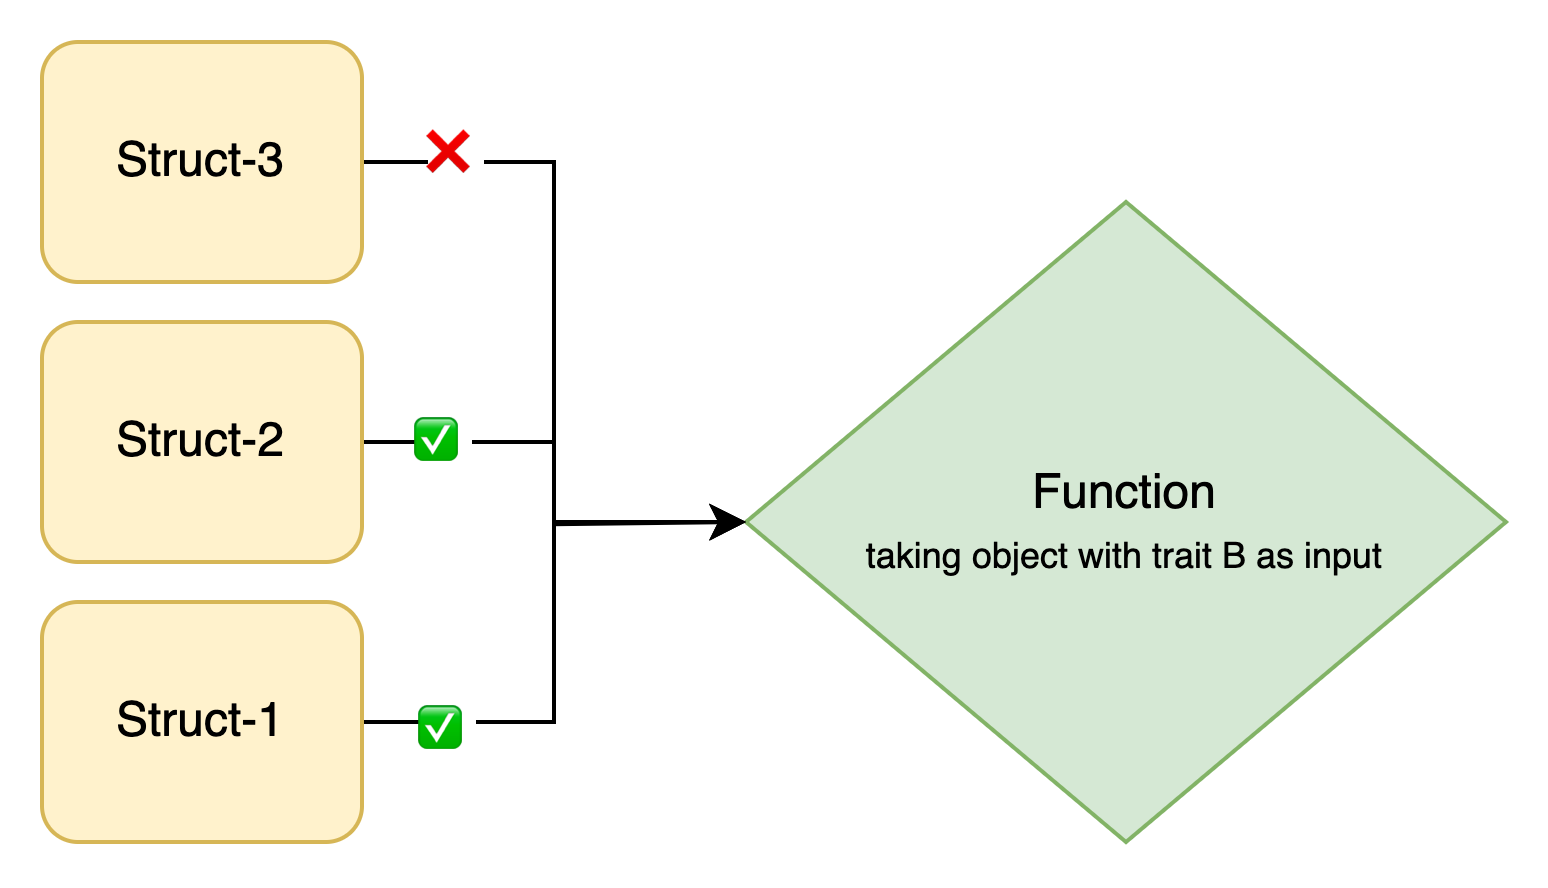 Struct-3
Struct-2
Struct-1
Function
taking object with trait B as input